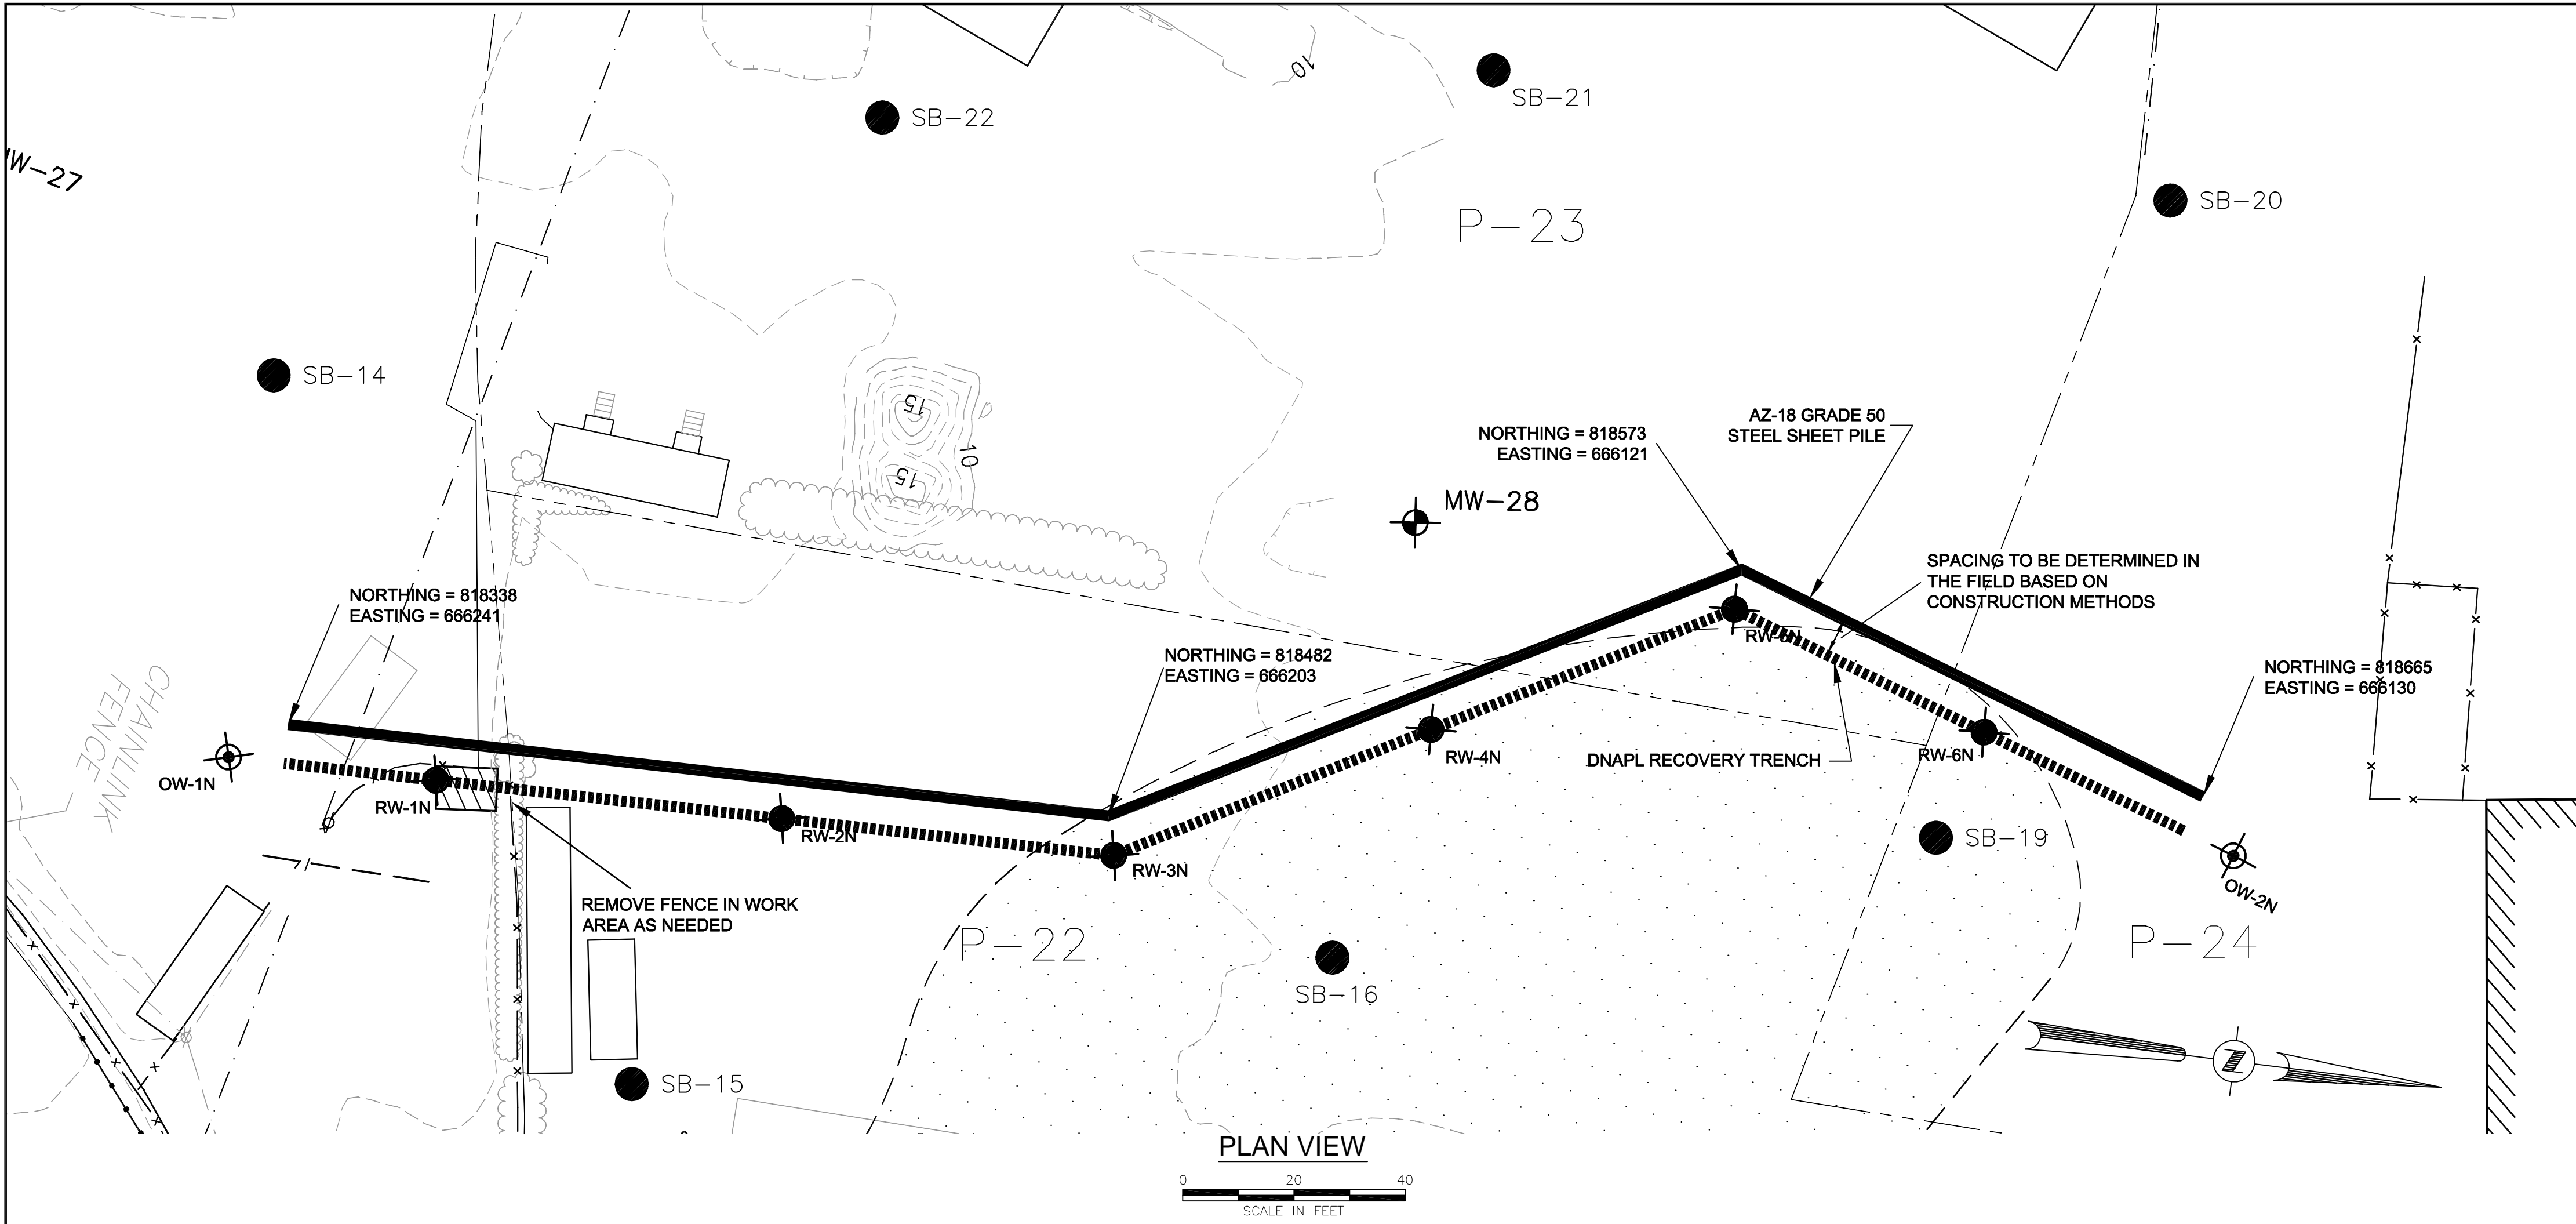 10
SB-21
SB-22
W-27
P-23
SB-20
SB-14
15
10
15
AZ-18 GRADE 50
STEEL SHEET PILE
NORTHING = 818573
EASTING = 666121
MW-28
SPACING TO BE DETERMINED IN
THE FIELD BASED ON
CONSTRUCTION METHODS
NORTHING = 818338
EASTING = 666241
NORTHING = 818482
EASTING = 666203
NORTHING = 818665
EASTING = 666130
CHAINLINK
FENCE
OW-1N
RW-1N
RW-2N
RW-3N
RW-4N
RW-5N
RW-6N
DNAPL RECOVERY TRENCH
SB-19
OW-2N
REMOVE FENCE IN WORK
AREA AS NEEDED
P-22
P-24
SB-16
SB-15
N
PLAN VIEW
0 20 40
SCALE IN FEET